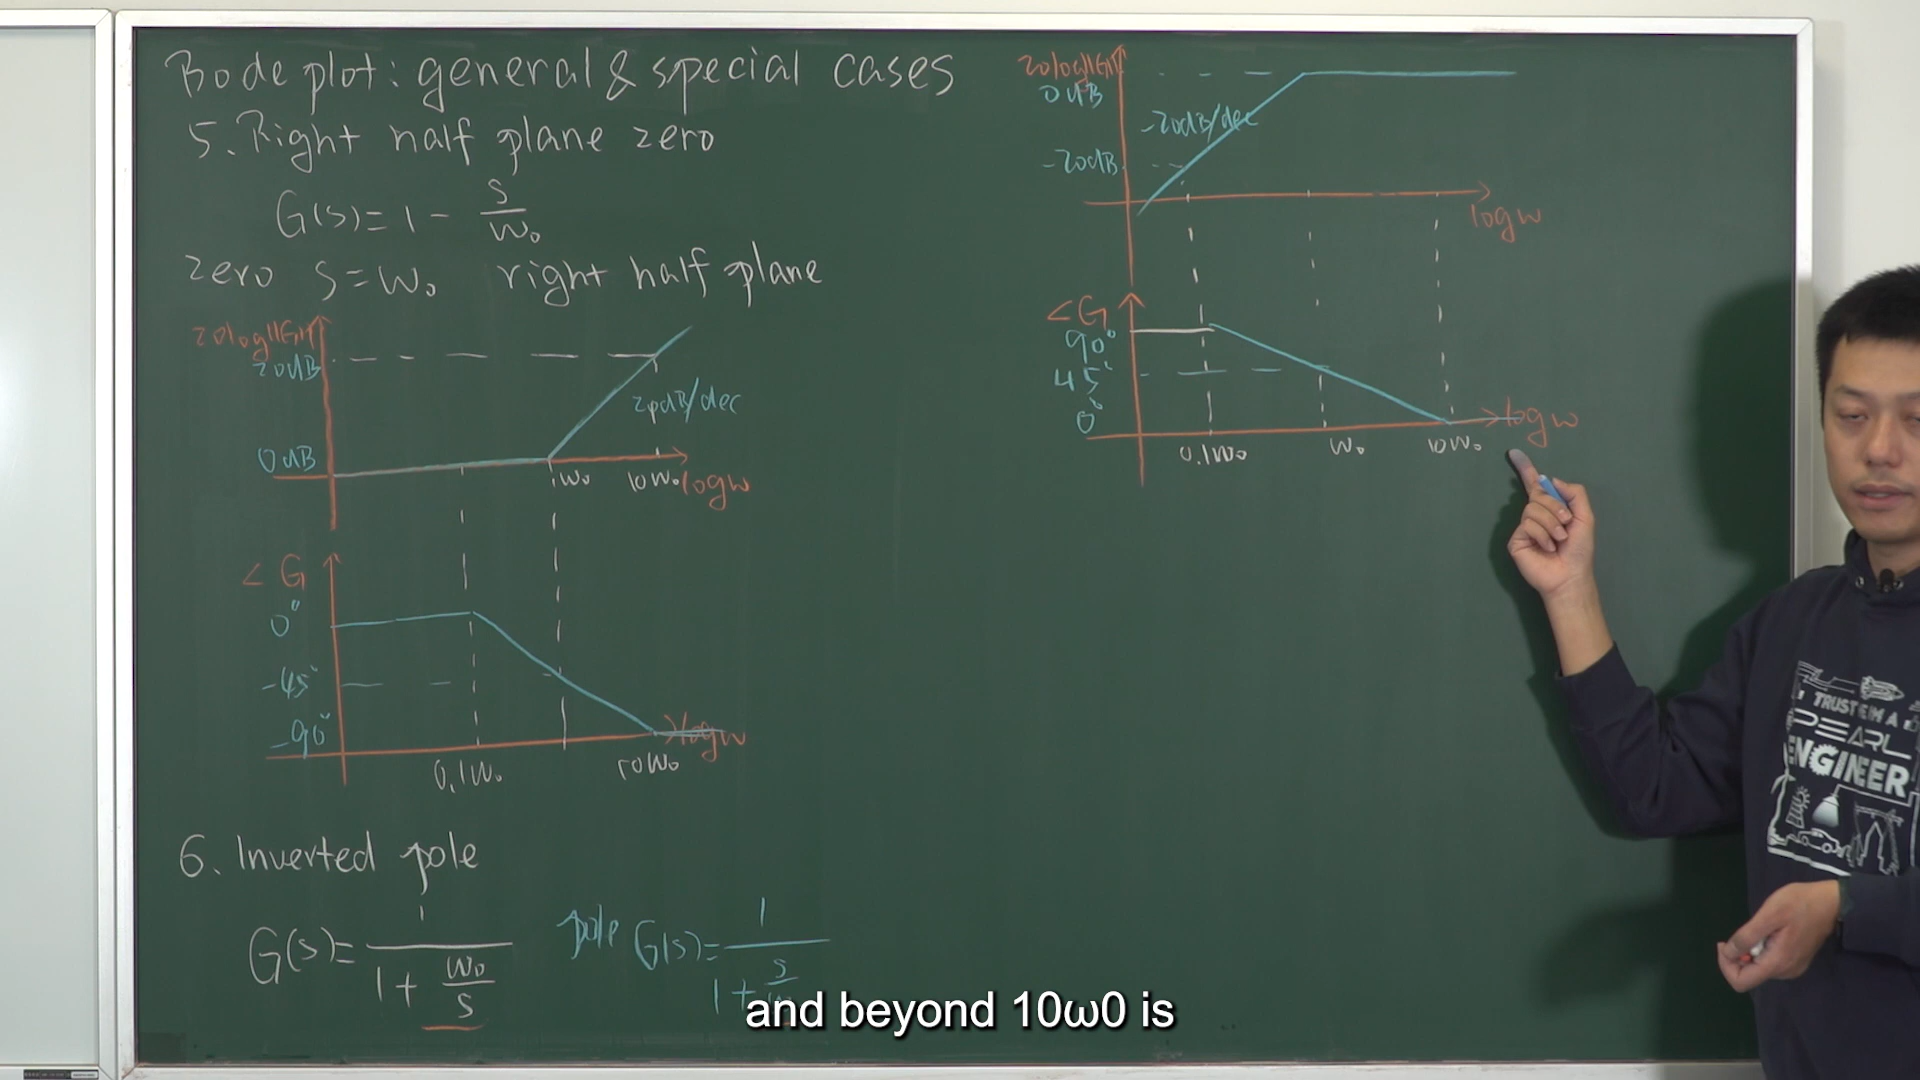 Bode plot: general & special cases
5. Right half plane zero
G(s) = 1 - s/ω₀
zero s = ω₀ right half plane
20log||G||
20dB
20dB/dec
0dB
ω₀ 10ω₀ logω
<G
0°
-45°
-90°
logω
0.1ω₀ 10ω₀
6. Inverted pole
G(s) = 1/(1 + ω₀/s) pole G(s) = 1/(1 + s/
20log||G||
0dB
-20dB/dec
-20dB
logω
<G
90°
45°
0°
logω
0.1ω₀ ω₀ 10ω₀
TRUST
I'M A
ENGINEER
and beyond 10ω0 is